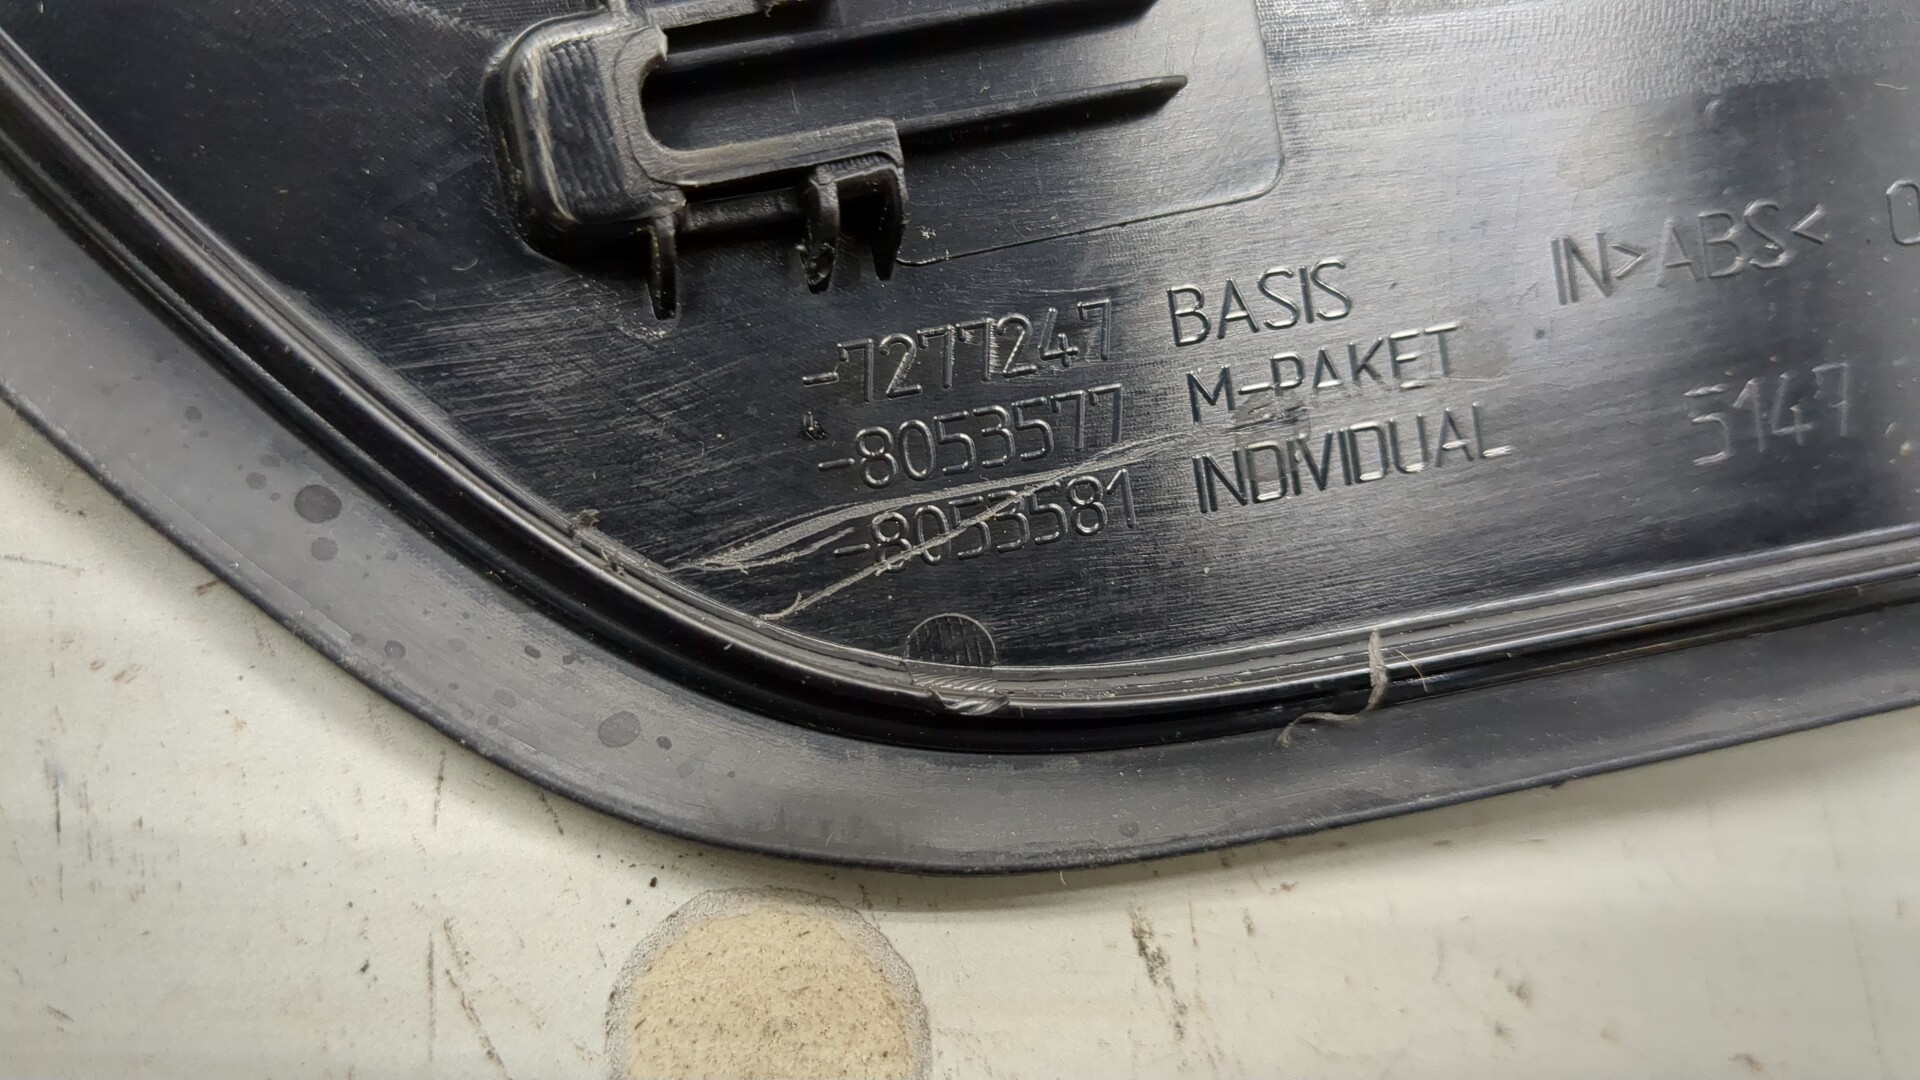 -7277247 BASIS
-8053577 M-PAKET
-8053581 INDIVIDUAL
IN>ABS<
5147